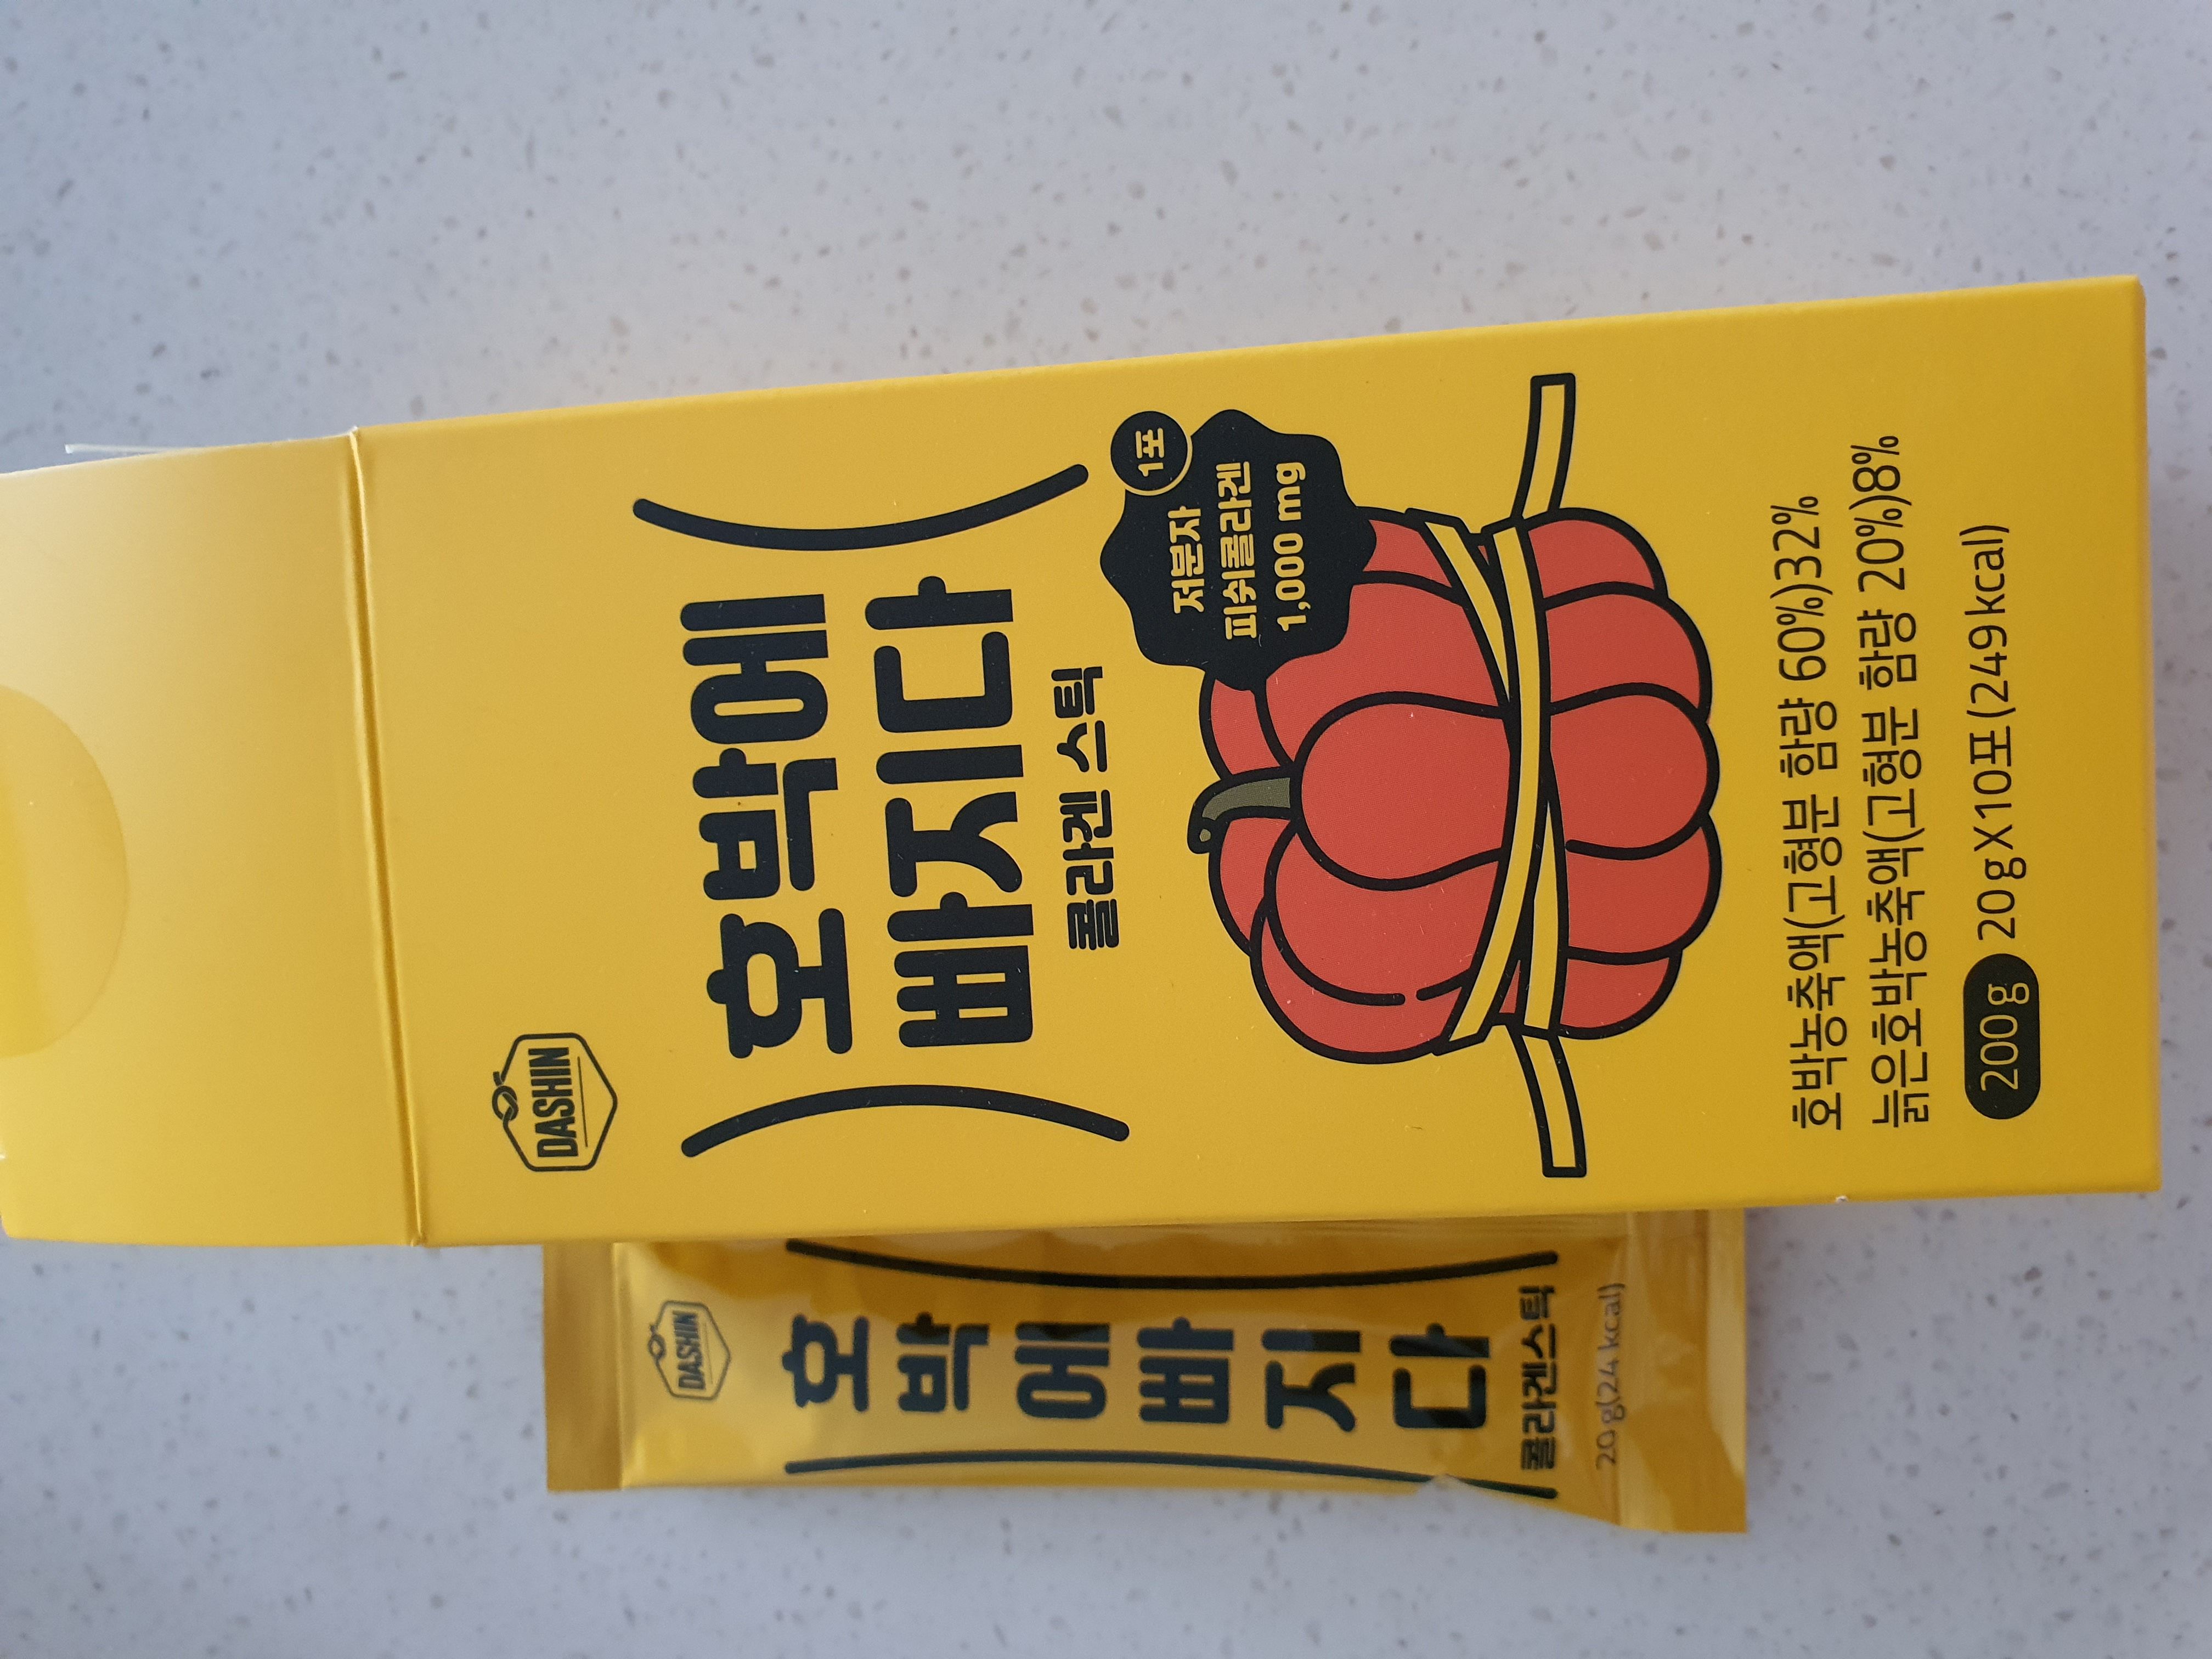 DASHIN
호박에
빠지다
콜라겐 스틱
1포
저분자
피쉬콜라겐
1,000 mg
호박농축액(고형분 함량 60%)32%
늙은호박농축액(고형분 함량 20%)8%
200 g 20 g X 10포 (249 kcal)
DASHIN
호박에빠지다
콜라겐스틱
20 g(24 kcal)